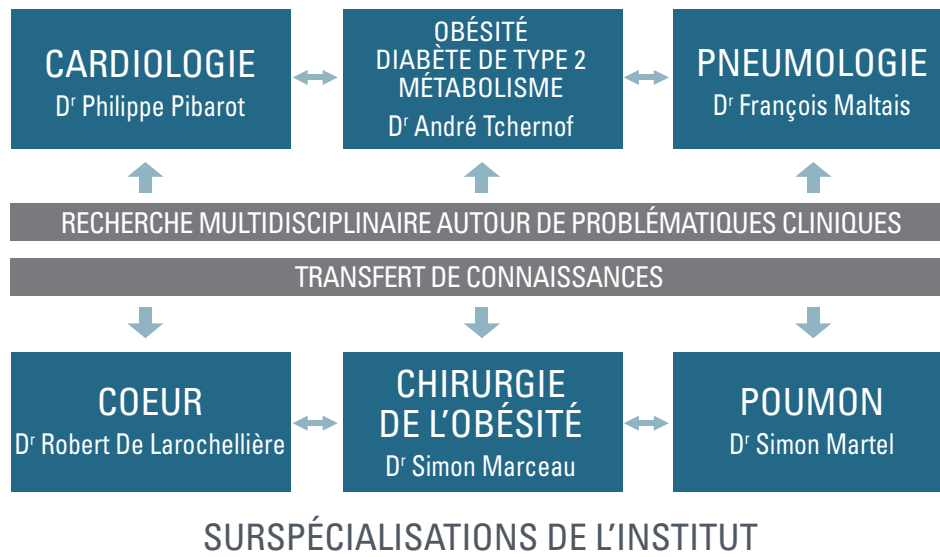 CARDIOLOGIE
Dʳ Philippe Pibarot
OBÉSITÉ
DIABÈTE DE TYPE 2
MÉTABOLISME
Dʳ André Tchernof
PNEUMOLOGIE
Dʳ François Maltais
RECHERCHE MULTIDISCIPLINAIRE AUTOUR DE PROBLÉMATIQUES CLINIQUES
TRANSFERT DE CONNAISSANCES
COEUR
Dʳ Robert De Larochellière
CHIRURGIE
DE L’OBÉSITÉ
Dʳ Simon Marceau
POUMON
Dʳ Simon Martel
SURSPÉCIALISATIONS DE L’INSTITUT